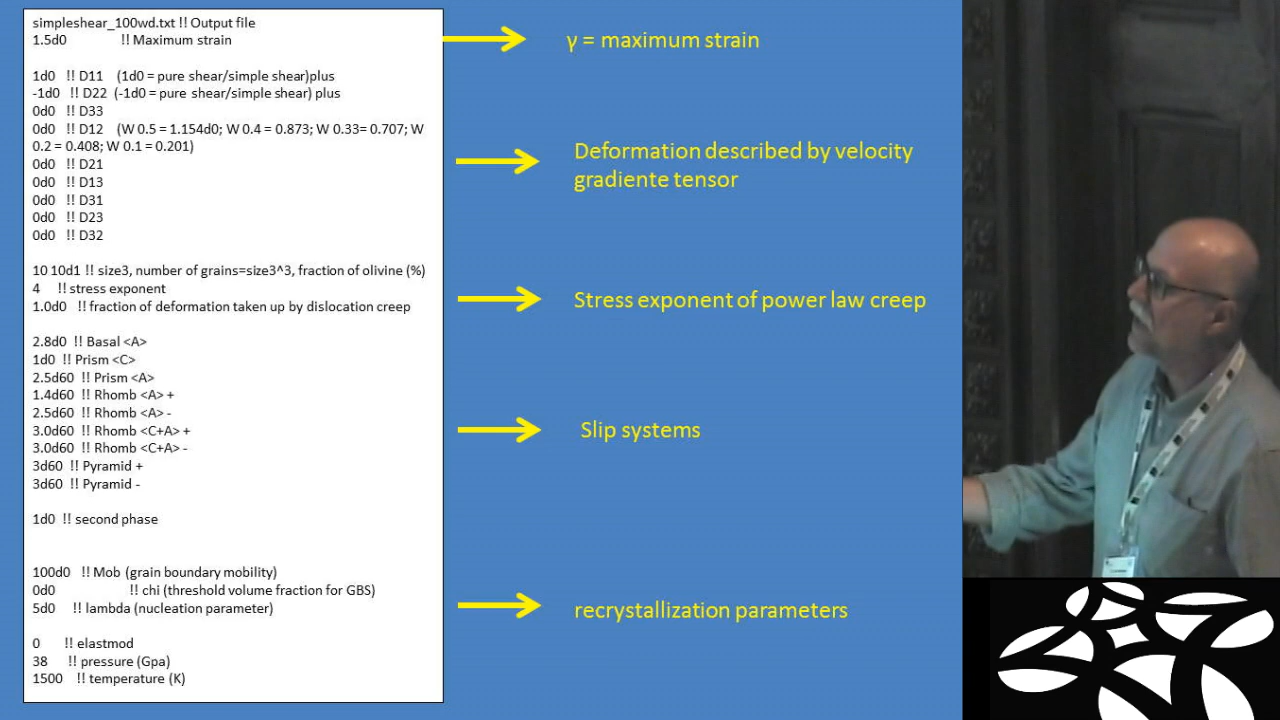 simpleshear_100wd.txt !! Output file
1.5d0 !! Maximum strain
1d0 !! D11 (1d0 = pure shear/simple shear)plus
-1d0 !! D22 (-1d0 = pure shear/simple shear) plus
0d0 !! D33
0d0 !! D12 (W 0.5 = 1.154d0; W 0.4 = 0.873; W 0.33= 0.707; W
0.2 = 0.408; W 0.1 = 0.201)
0d0 !! D21
0d0 !! D13
0d0 !! D31
0d0 !! D23
0d0 !! D32
10 10d1 !! size3, number of grains=size3^3, fraction of olivine (%)
4 !! stress exponent
1.0d0 !! fraction of deformation taken up by dislocation creep
2.8d0 !! Basal <A>
1d0 !! Prism <C>
2.5d60 !! Prism <A>
1.4d60 !! Rhomb <A> +
2.5d60 !! Rhomb <A> -
3.0d60 !! Rhomb <C+A> +
3.0d60 !! Rhomb <C+A> -
3d60 !! Pyramid +
3d60 !! Pyramid -
1d0 !! second phase
100d0 !! Mob (grain boundary mobility)
0d0 !! chi (threshold volume fraction for GBS)
5d0 !! lambda (nucleation parameter)
0 !! elastmod
38 !! pressure (Gpa)
1500 !! temperature (K)
γ = maximum strain
Deformation described by velocity
gradiente tensor
Stress exponent of power law creep
Slip systems
recrystallization parameters